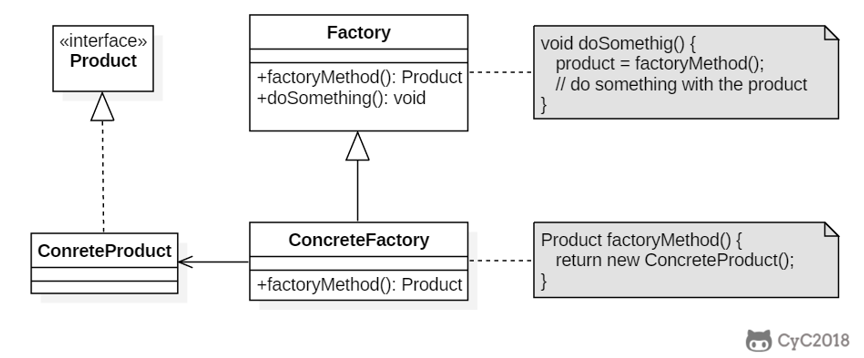 «interface»
Product
Factory
+factoryMethod(): Product
+doSomething(): void
void doSomethig() {
product = factoryMethod();
// do something with the product
}
ConreteProduct
ConcreteFactory
+factoryMethod(): Product
Product factoryMethod() {
return new ConcreteProduct();
}
CyC2018